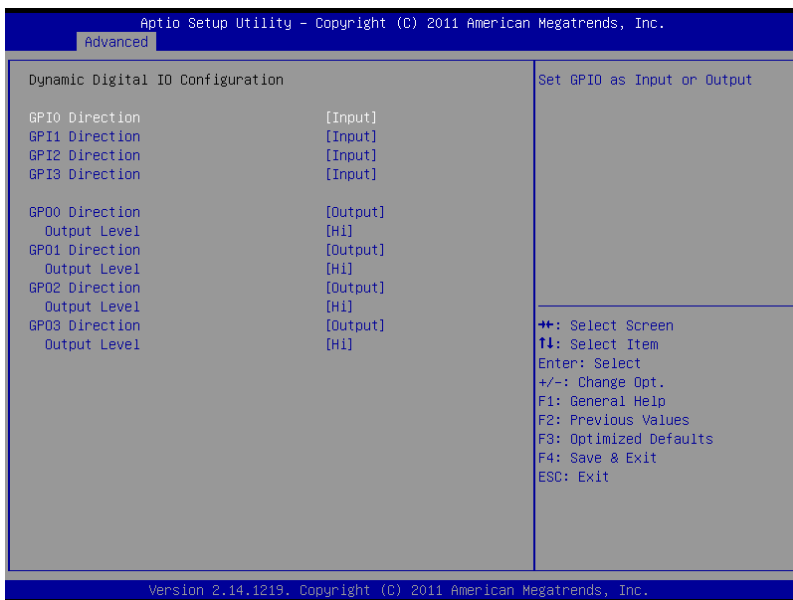 Aptio Setup Utility – Copyright (C) 2011 American Megatrends, Inc.
Advanced
Dynamic Digital IO Configuration
GPI0 Direction [Input]
GPI1 Direction [Input]
GPI2 Direction [Input]
GPI3 Direction [Input]
GPO0 Direction [Output]
Output Level [Hi]
GPO1 Direction [Output]
Output Level [Hi]
GPO2 Direction [Output]
Output Level [Hi]
GPO3 Direction [Output]
Output Level [Hi]
Set GPIO as Input or Output
→←: Select Screen
↑↓: Select Item
Enter: Select
+/-: Change Opt.
F1: General Help
F2: Previous Values
F3: Optimized Defaults
F4: Save & Exit
ESC: Exit
Version 2.14.1219. Copyright (C) 2011 American Megatrends, Inc.